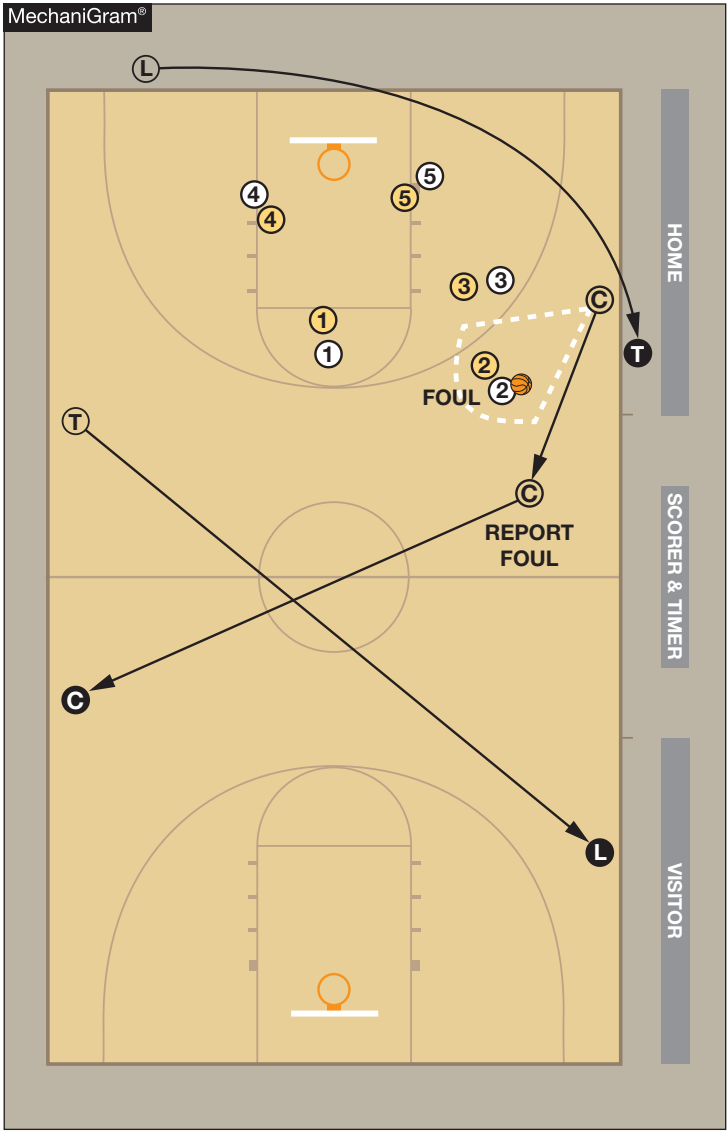 MechaniGram®
L
5
4
5
4
HOME
3
3
C
1
1
T
2
2
FOUL
T
C
SCORER & TIMER
REPORT
FOUL
C
L
VISITOR